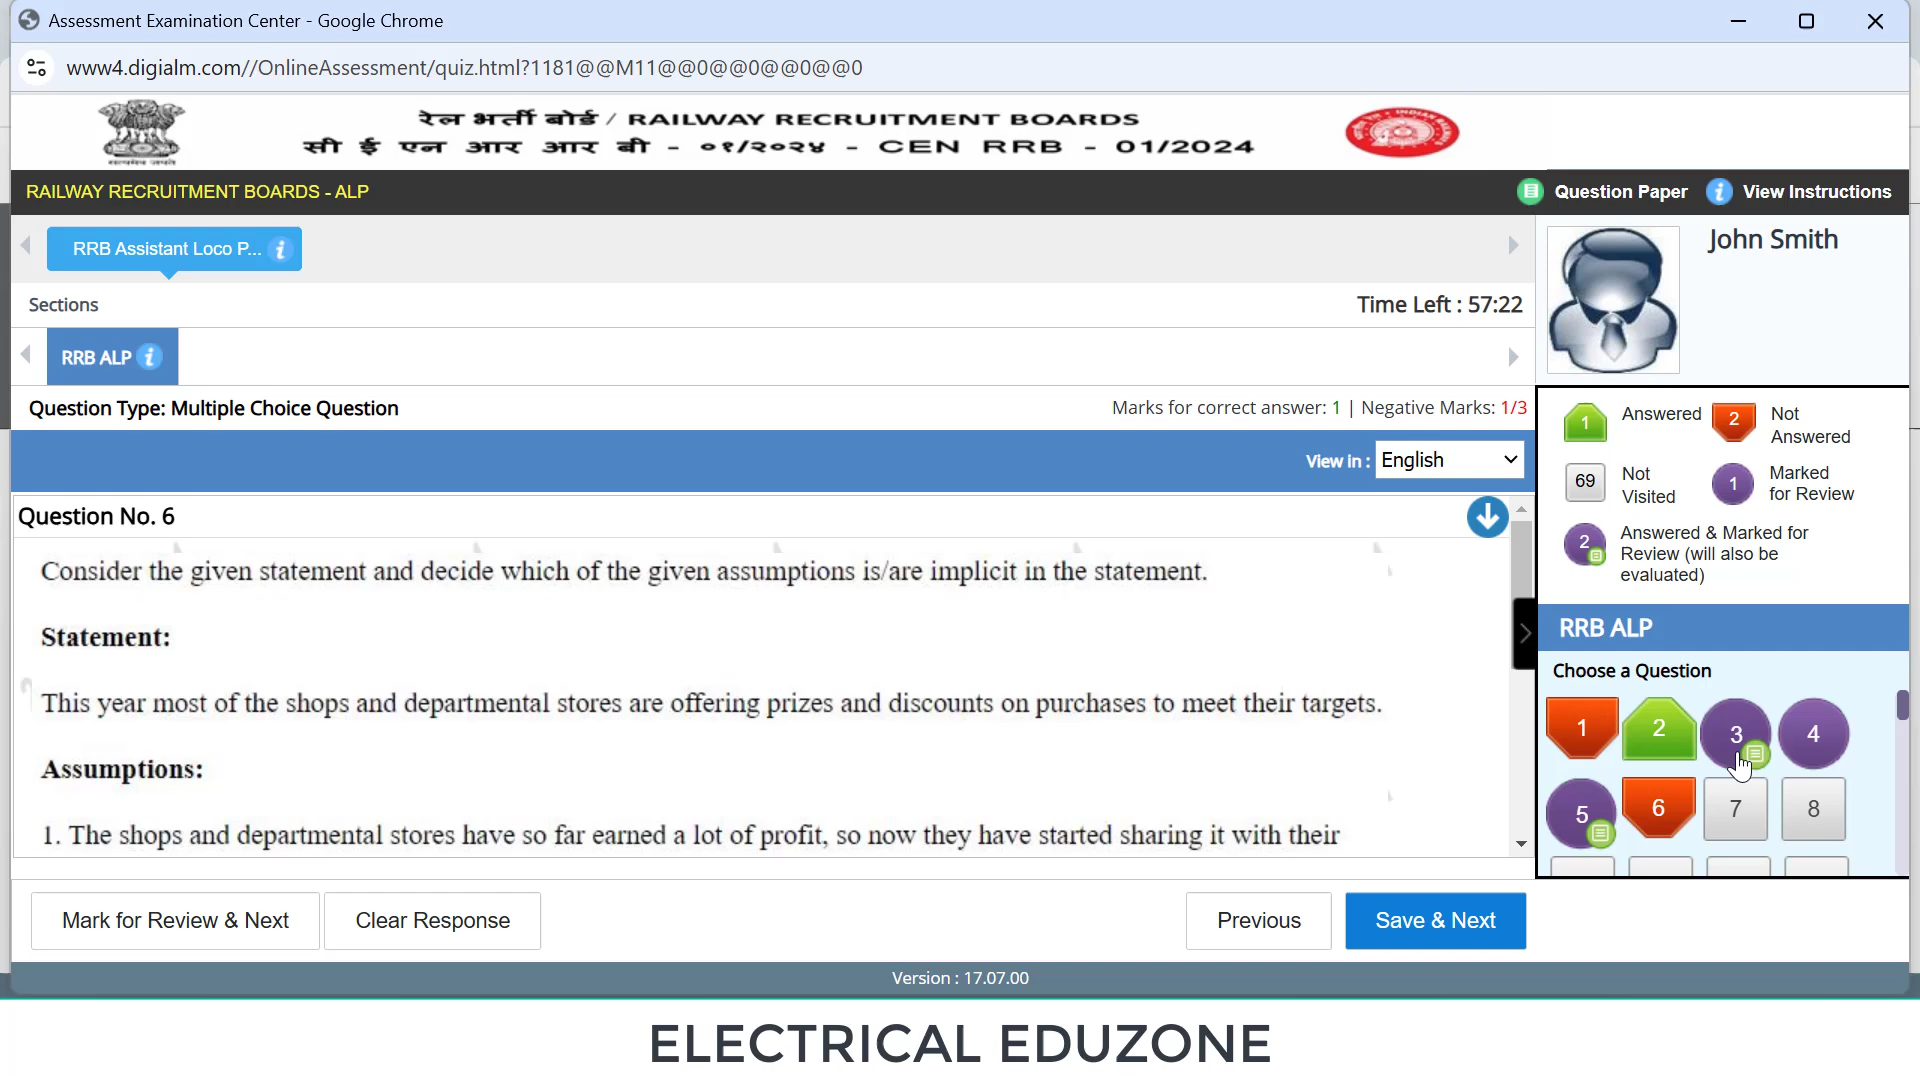 Assessment Examination Center - Google Chrome
www4.digialm.com//OnlineAssessment/quiz.html?1181@@M11@@0@@0@@0@@0
रेल भर्ती बोर्ड / RAILWAY RECRUITMENT BOARDS
सी ई एन आर आर बी - ०१/२०२४ - CEN RRB - 01/2024
RAILWAY RECRUITMENT BOARDS - ALP
Question Paper
View Instructions
RRB Assistant Loco P...
John Smith
Sections
Time Left : 57:22
RRB ALP
Question Type: Multiple Choice Question
Marks for correct answer: 1 | Negative Marks: 1/3
View in : English
1 Answered
2 Not Answered
69 Not Visited
1 Marked for Review
2 Answered & Marked for Review (will also be evaluated)
Question No. 6
Consider the given statement and decide which of the given assumptions is/are implicit in the statement.
Statement:
This year most of the shops and departmental stores are offering prizes and discounts on purchases to meet their targets.
Assumptions:
1. The shops and departmental stores have so far earned a lot of profit, so now they have started sharing it with their
RRB ALP
Choose a Question
1 2 3 4
5 6 7 8
Mark for Review & Next
Clear Response
Previous
Save & Next
Version : 17.07.00
ELECTRICAL EDUZONE